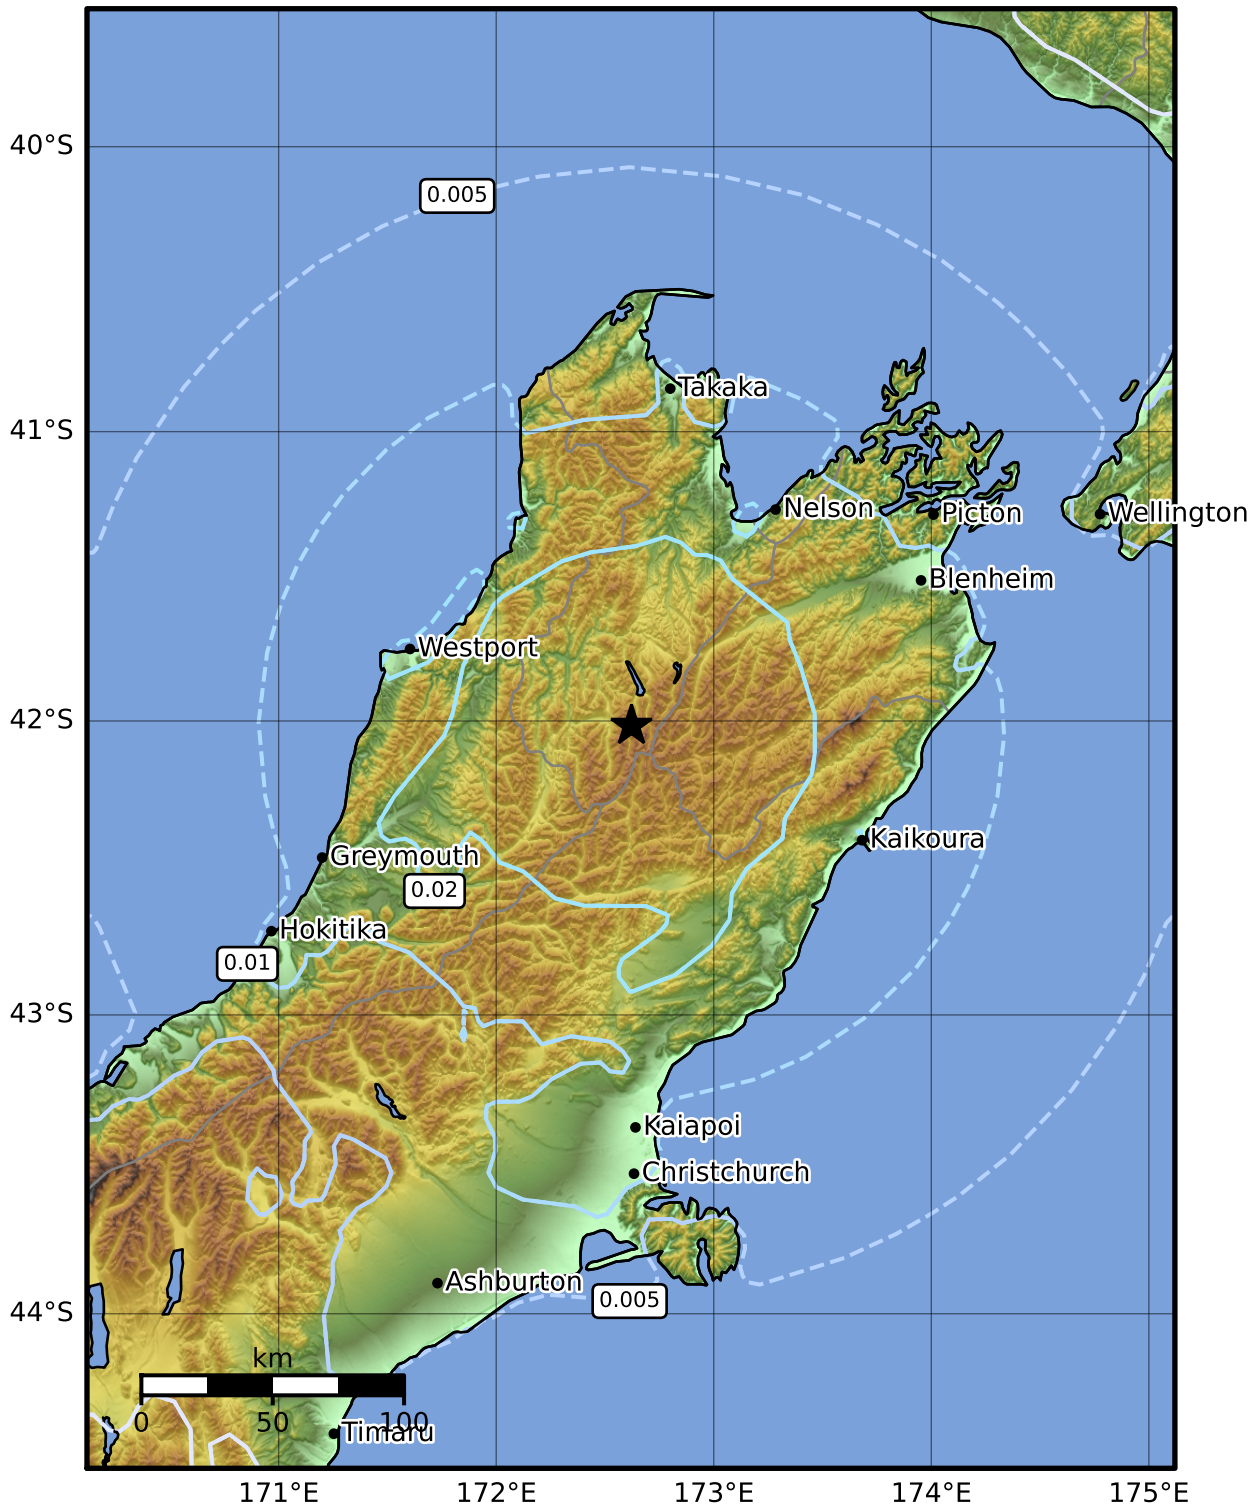 40°S
0.005
Takaka
41°S
Nelson
Picton
Wellington
Blenheim
Westport
42°S
Kaikoura
Greymouth
0.02
Hokitika
0.01
43°S
Kaiapoi
Christchurch
Ashburton
0.005
44°S
km
0 50 100
Timaru
171°E 172°E 173°E 174°E 175°E